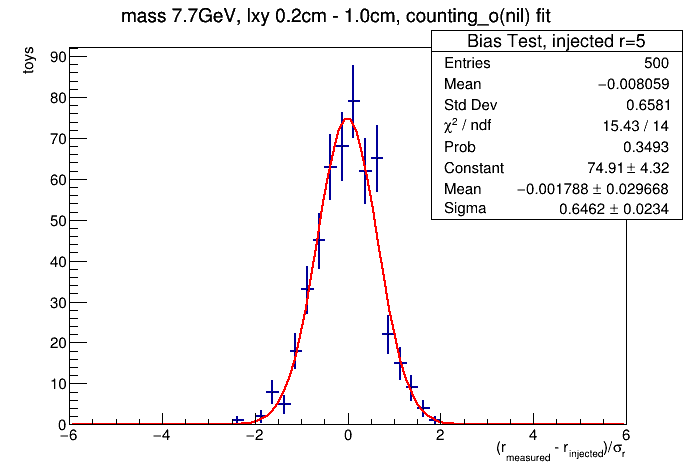 mass 7.7GeV, lxy 0.2cm - 1.0cm, counting_o(nil) fit
Bias Test, injected r=5
Entries 500
Mean −0.008059
Std Dev 0.6581
χ² / ndf 15.43 / 14
Prob 0.3493
Constant 74.91 ± 4.32
Mean −0.001788 ± 0.029668
Sigma 0.6462 ± 0.0234
toys
90
80
70
60
50
40
30
20
10
0
−6 −4 −2 0 2 4 6
(r_measured - r_injected)/σ_r